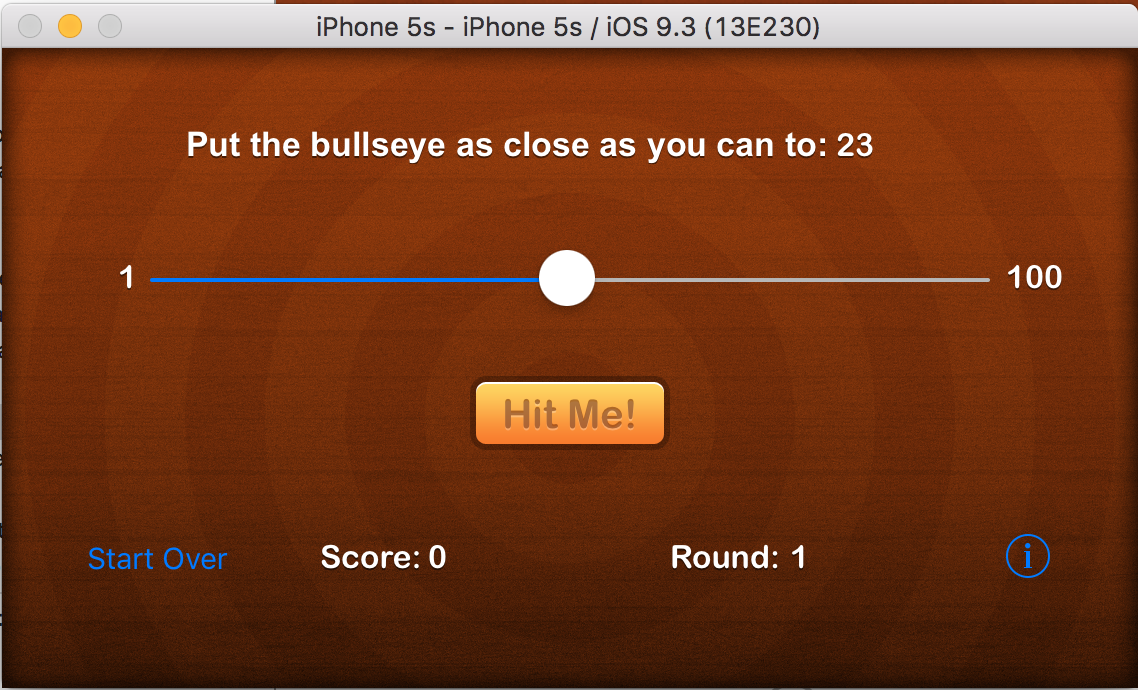 iPhone 5s - iPhone 5s / iOS 9.3 (13E230)
Put the bullseye as close as you can to: 23
1 100
Hit Me!
Start Over Score: 0 Round: 1 i